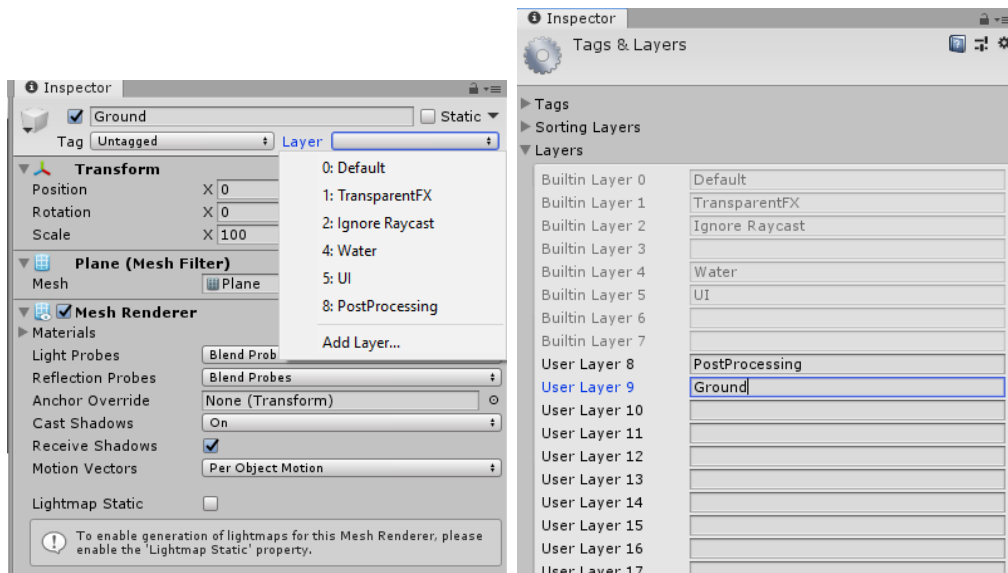 Inspector
Ground
Static
Tag Untagged Layer
Transform
Position X 0
Rotation X 0
Scale X 100
Plane (Mesh Filter)
Mesh Plane
Mesh Renderer
Materials
Light Probes Blend Prob
Reflection Probes Blend Probes
Anchor Override None (Transform)
Cast Shadows On
Receive Shadows
Motion Vectors Per Object Motion
Lightmap Static
To enable generation of lightmaps for this Mesh Renderer, please
enable the 'Lightmap Static' property.
0: Default
1: TransparentFX
2: Ignore Raycast
4: Water
5: UI
8: PostProcessing
Add Layer...
Inspector
Tags & Layers
Tags
Sorting Layers
Layers
Builtin Layer 0 Default
Builtin Layer 1 TransparentFX
Builtin Layer 2 Ignore Raycast
Builtin Layer 3
Builtin Layer 4 Water
Builtin Layer 5 UI
Builtin Layer 6
Builtin Layer 7
User Layer 8 PostProcessing
User Layer 9 Ground
User Layer 10
User Layer 11
User Layer 12
User Layer 13
User Layer 14
User Layer 15
User Layer 16
User Layer 17